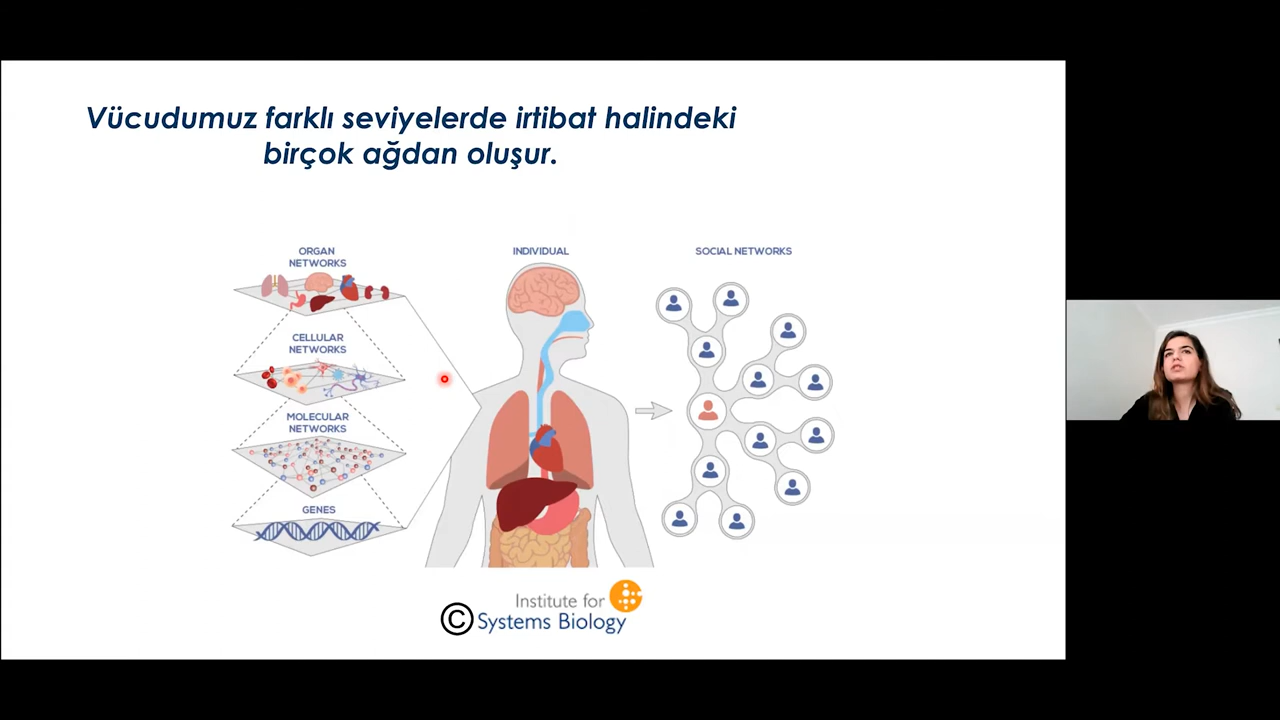 Vücudumuz farklı seviyelerde irtibat halindeki
birçok ağdan oluşur.
ORGAN
NETWORKS
CELLULAR
NETWORKS
MOLECULAR
NETWORKS
GENES
INDIVIDUAL
SOCIAL NETWORKS
© Institute for
Systems Biology